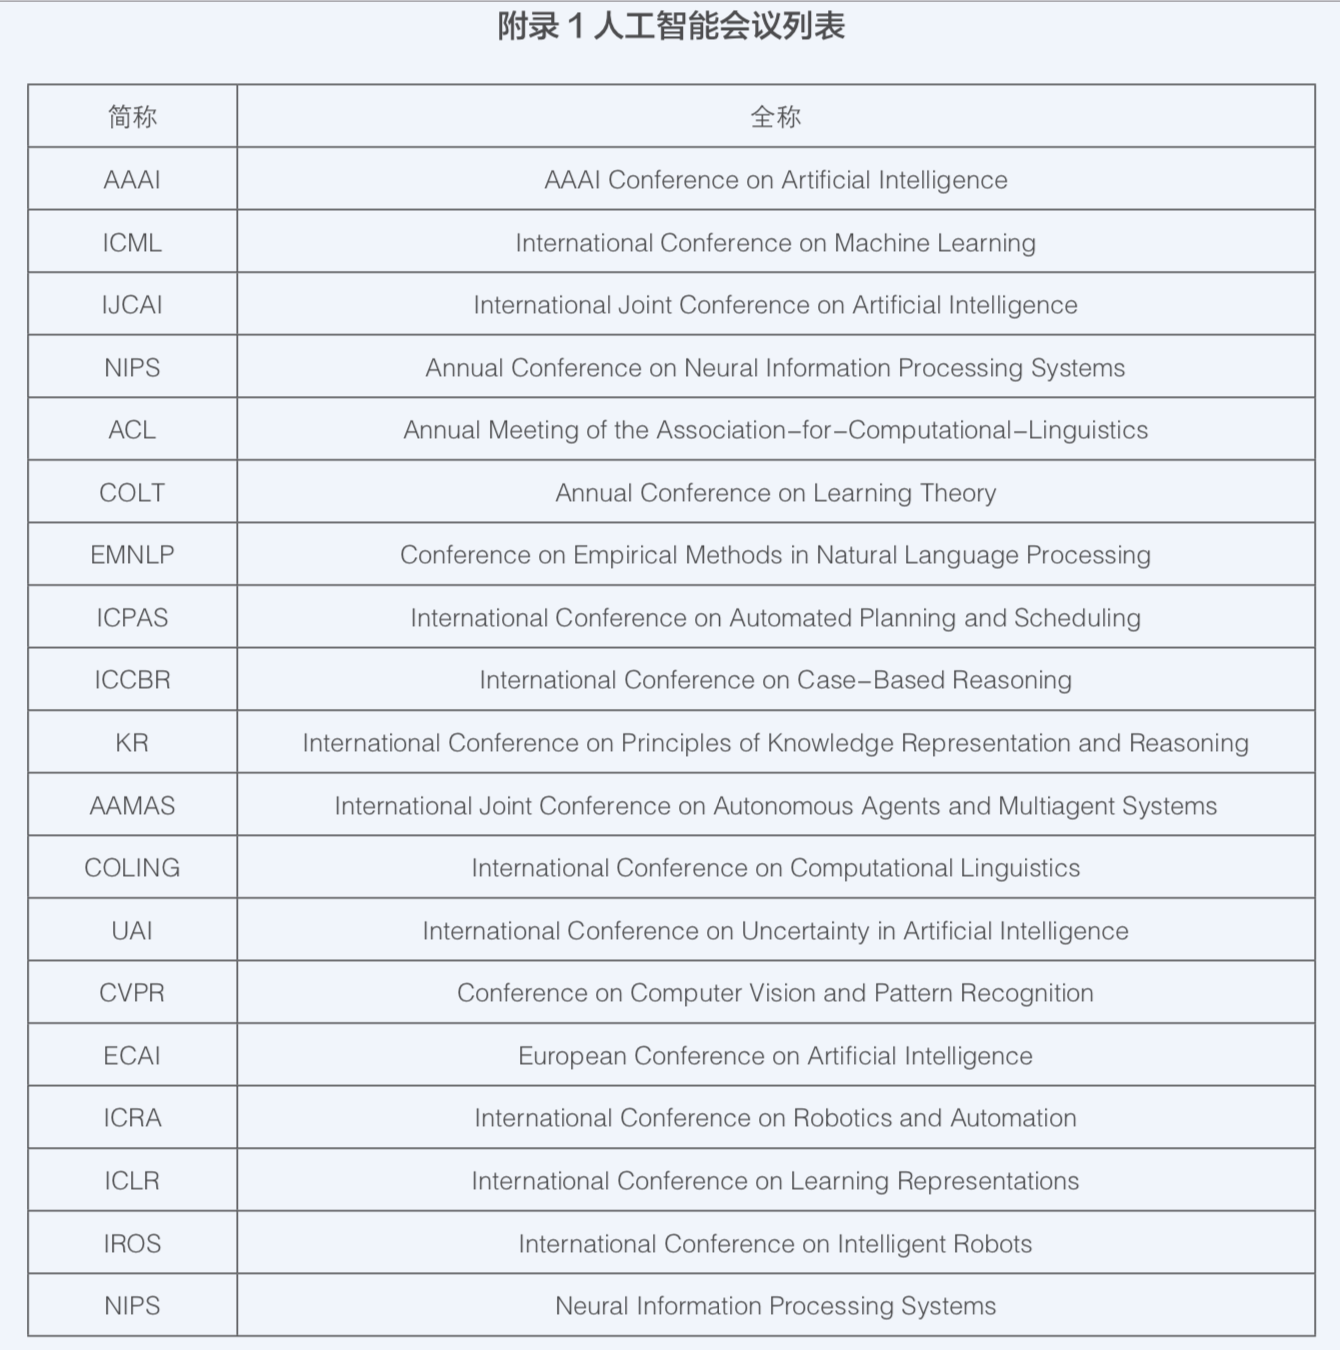 附录 1 人工智能会议列表
简称 全称
AAAI AAAI Conference on Artificial Intelligence
ICML International Conference on Machine Learning
IJCAI International Joint Conference on Artificial Intelligence
NIPS Annual Conference on Neural Information Processing Systems
ACL Annual Meeting of the Association–for–Computational–Linguistics
COLT Annual Conference on Learning Theory
EMNLP Conference on Empirical Methods in Natural Language Processing
ICPAS International Conference on Automated Planning and Scheduling
ICCBR International Conference on Case–Based Reasoning
KR International Conference on Principles of Knowledge Representation and Reasoning
AAMAS International Joint Conference on Autonomous Agents and Multiagent Systems
COLING International Conference on Computational Linguistics
UAI International Conference on Uncertainty in Artificial Intelligence
CVPR Conference on Computer Vision and Pattern Recognition
ECAI European Conference on Artificial Intelligence
ICRA International Conference on Robotics and Automation
ICLR International Conference on Learning Representations
IROS International Conference on Intelligent Robots
NIPS Neural Information Processing Systems